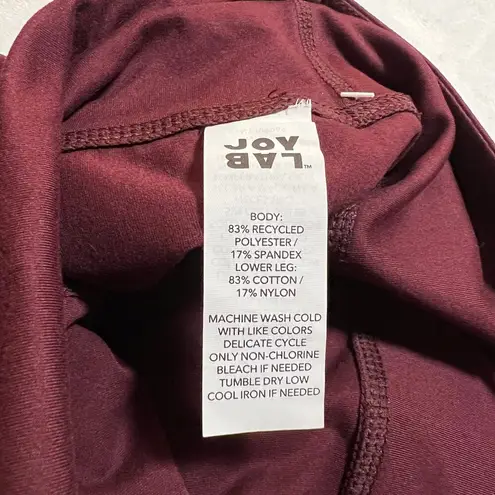 JOY
LAB™
BODY:
83% RECYCLED
POLYESTER /
17% SPANDEX
LOWER LEG:
83% COTTON /
17% NYLON
MACHINE WASH COLD
WITH LIKE COLORS
DELICATE CYCLE
ONLY NON-CHLORINE
BLEACH IF NEEDED
TUMBLE DRY LOW
COOL IRON IF NEEDED